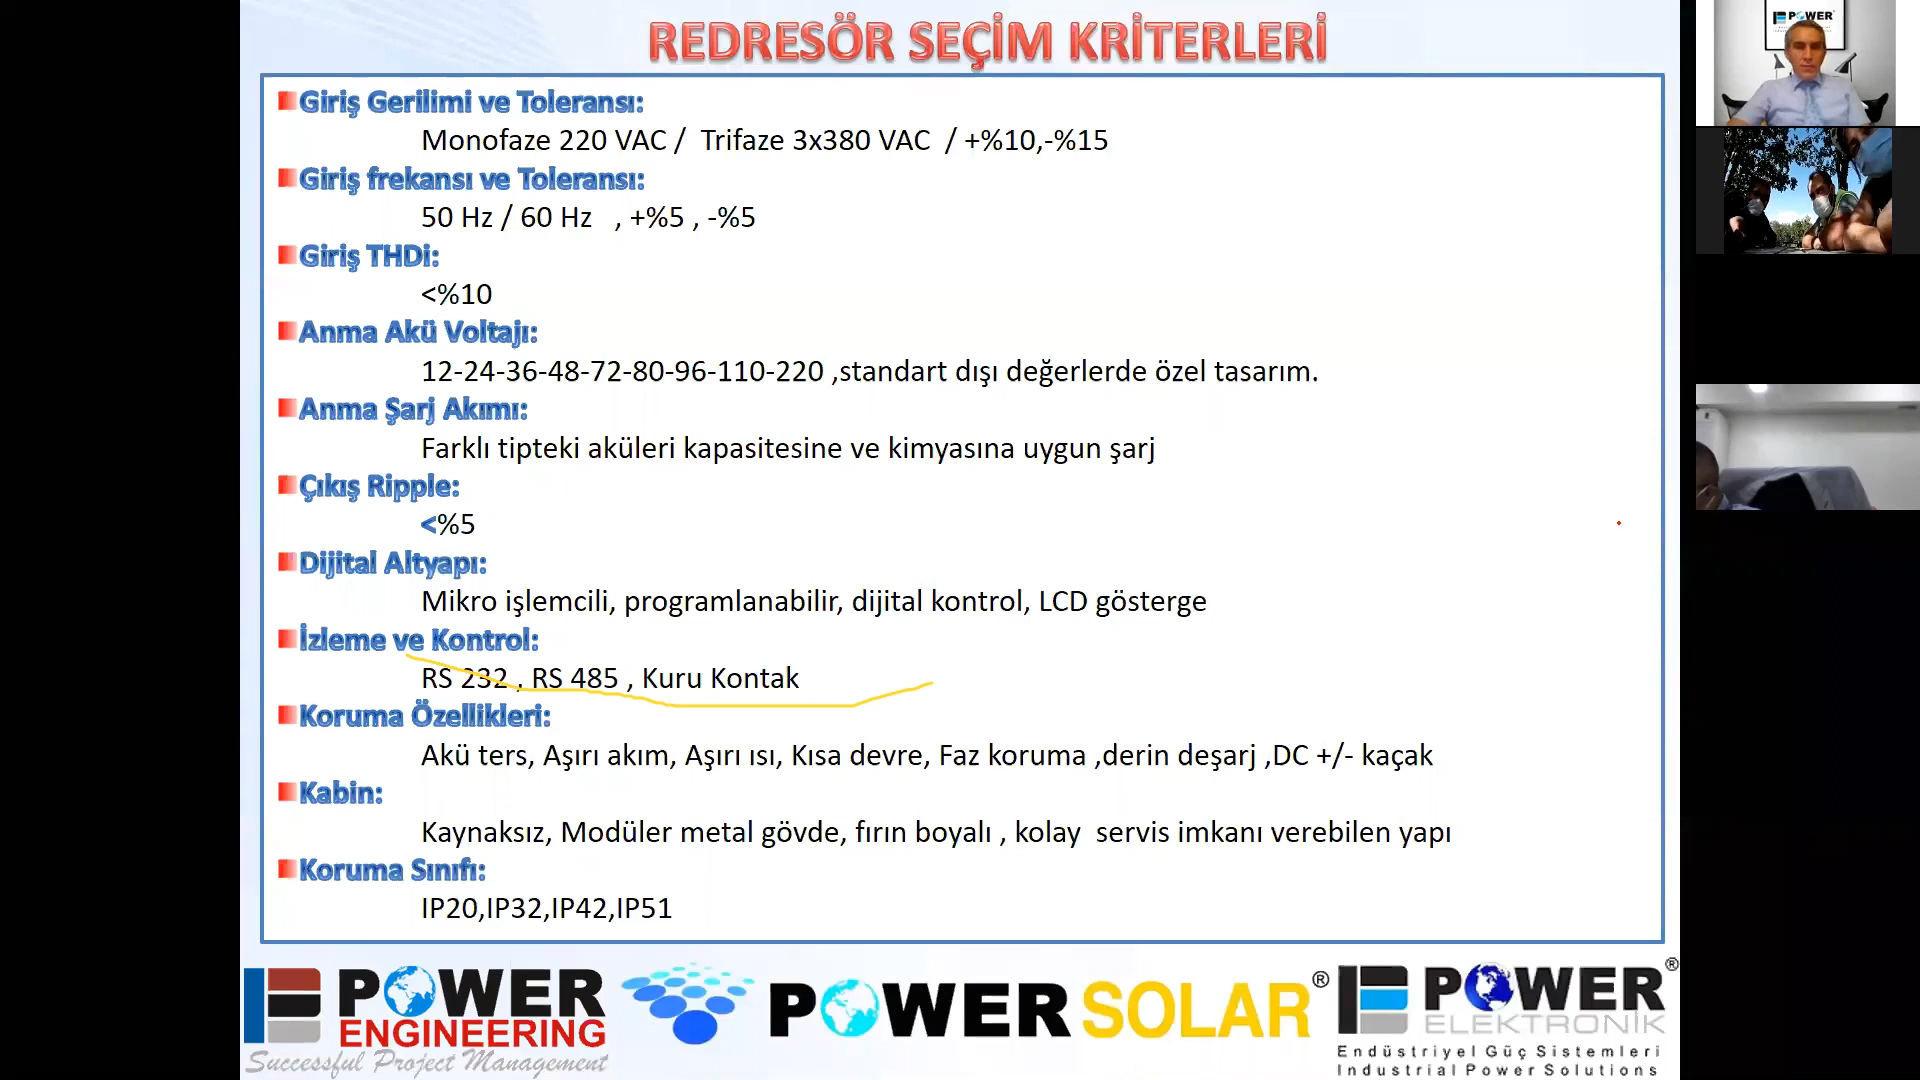 REDRESÖR SEÇİM KRİTERLERİ
Giriş Gerilimi ve Toleransı:
Monofaze 220 VAC / Trifaze 3x380 VAC / +%10,-%15
Giriş frekansı ve Toleransı:
50 Hz / 60 Hz , +%5 , -%5
Giriş THDi:
<%10
Anma Akü Voltajı:
12-24-36-48-72-80-96-110-220 ,standart dışı değerlerde özel tasarım.
Anma Şarj Akımı:
Farklı tipteki aküleri kapasitesine ve kimyasına uygun şarj
Çıkış Ripple:
<%5
Dijital Altyapı:
Mikro işlemcili, programlanabilir, dijital kontrol, LCD gösterge
İzleme ve Kontrol:
RS 232 , RS 485 , Kuru Kontak
Koruma Özellikleri:
Akü ters, Aşırı akım, Aşırı ısı, Kısa devre, Faz koruma ,derin deşarj ,DC +/- kaçak
Kabin:
Kaynaksız, Modüler metal gövde, fırın boyalı , kolay servis imkanı verebilen yapı
Koruma Sınıfı:
IP20,IP32,IP42,IP51
POWER
ENGINEERING
Successful Project Management
POWER SOLAR®
POWER®
ELEKTRONİK
Endüstriyel Güç Sistemleri
Industrial Power Solutions
POWER